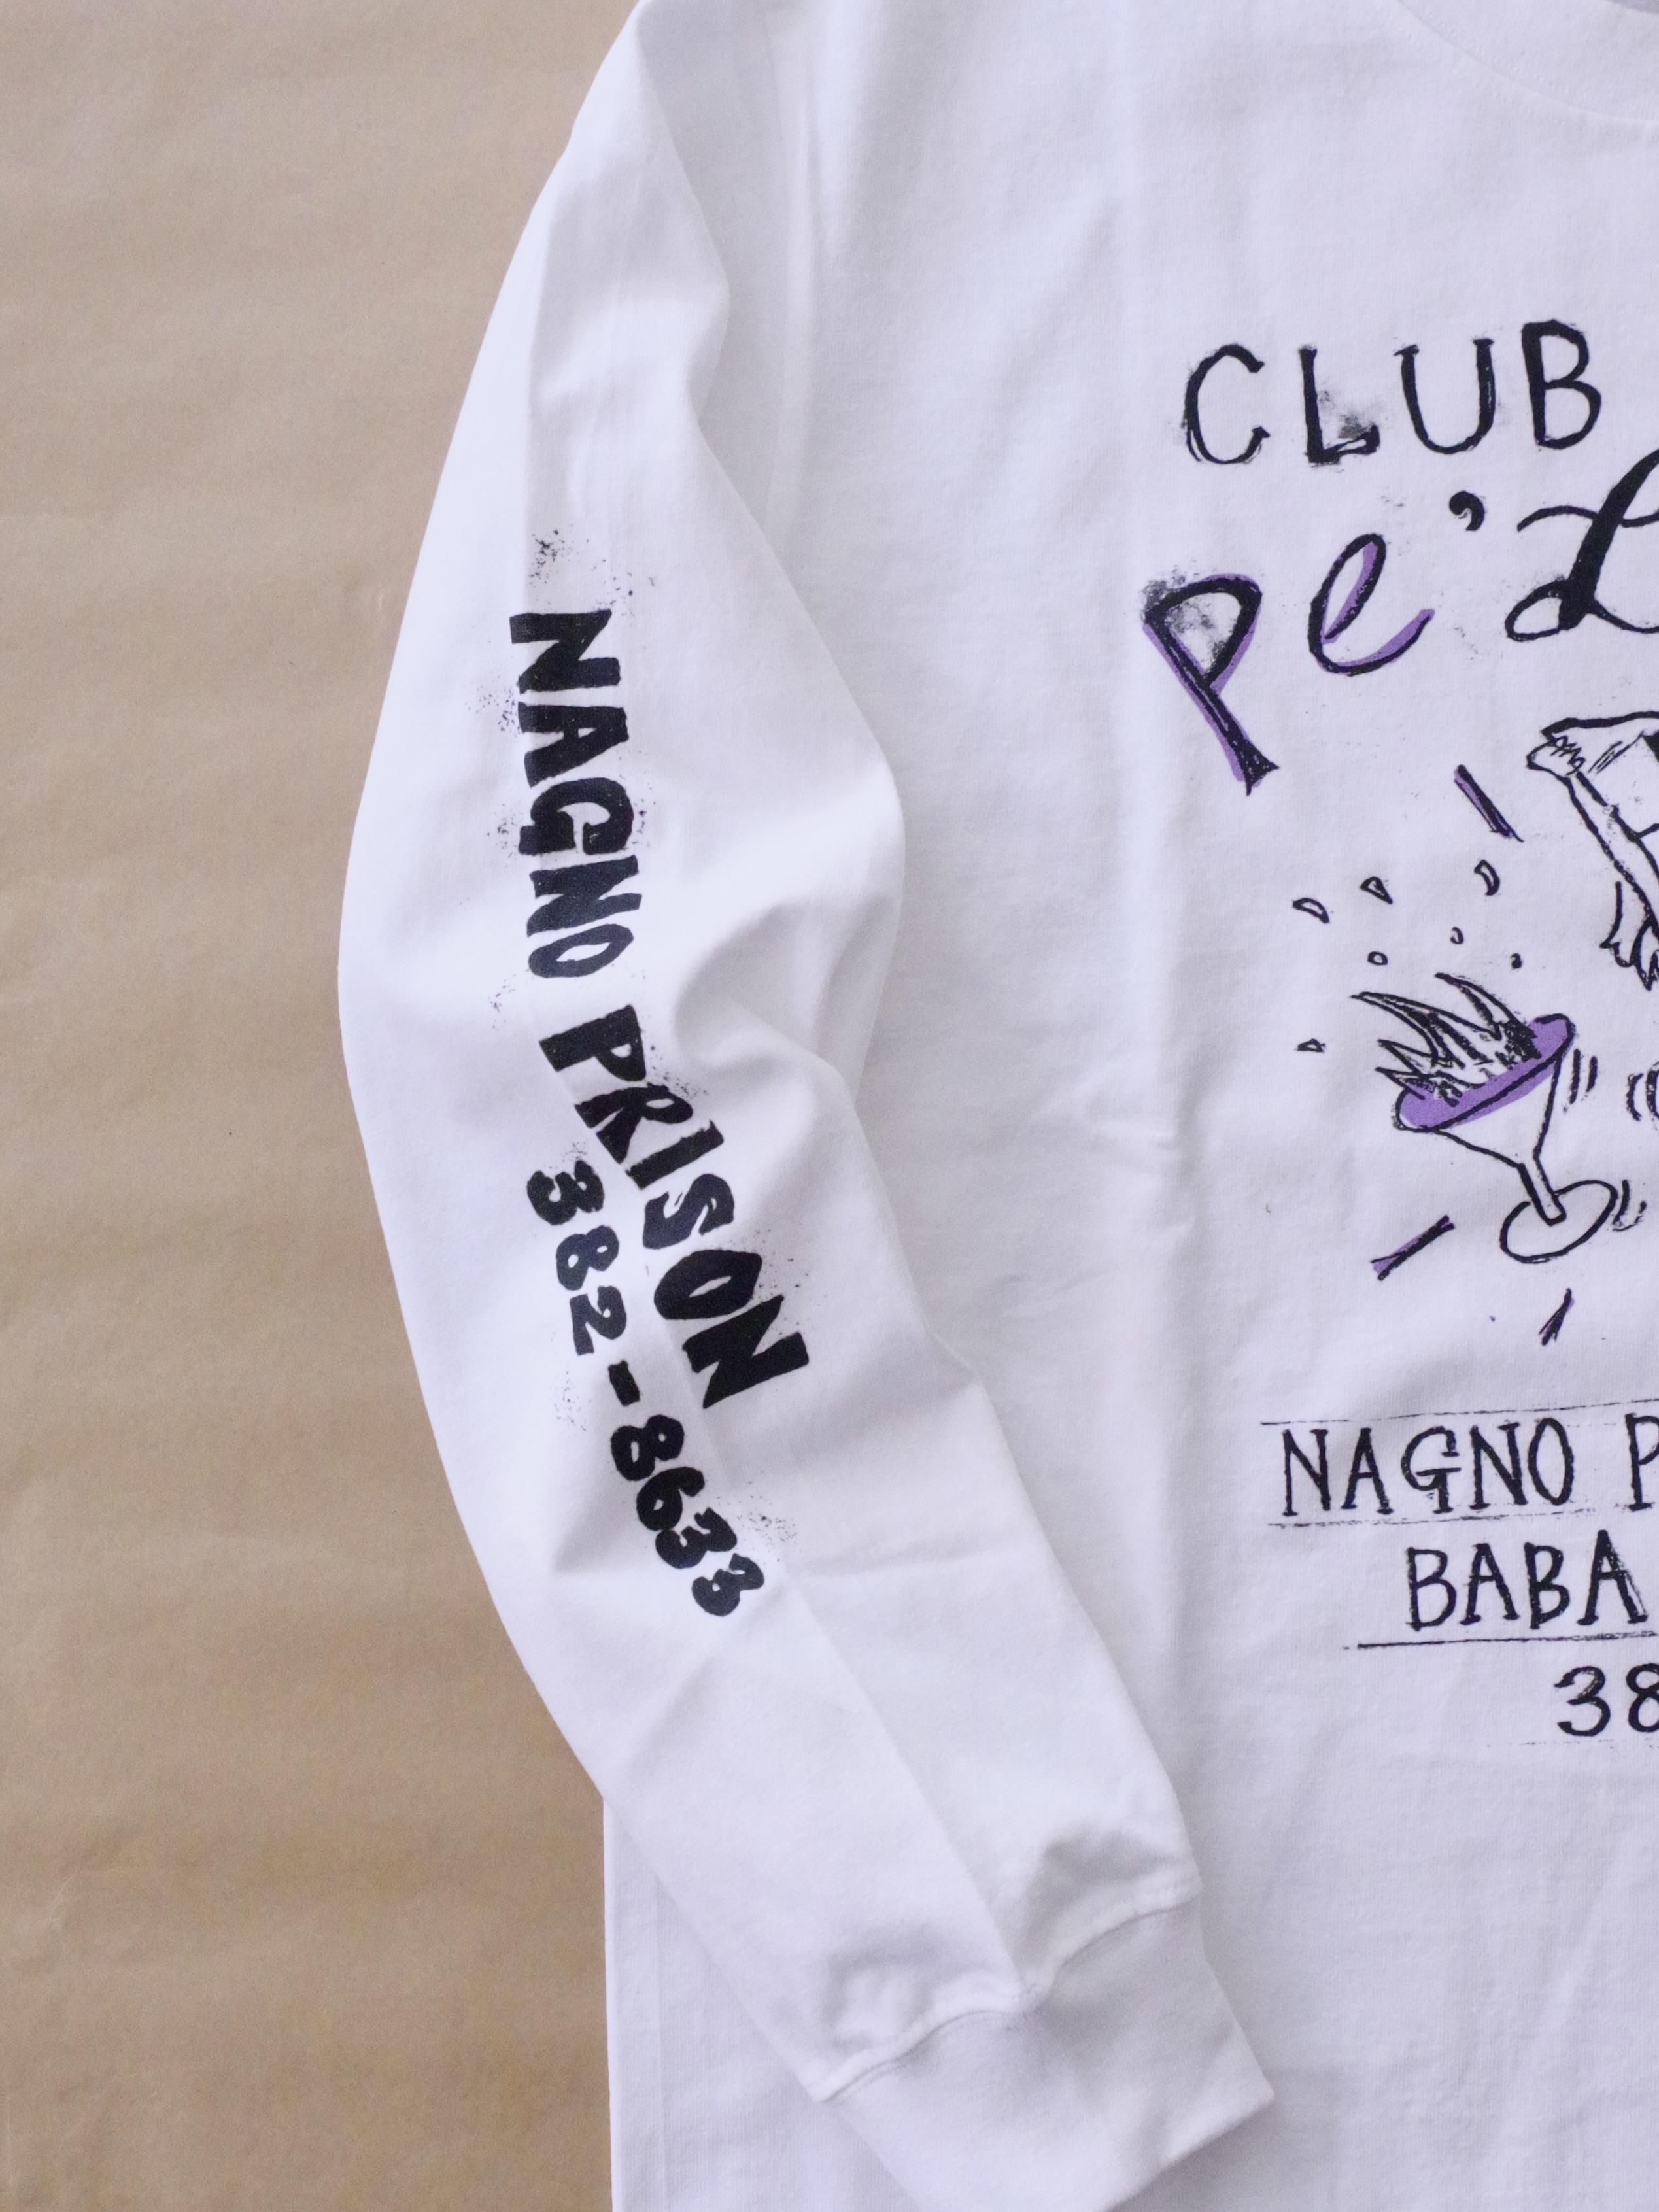 NAGNO PRISON
382-8633
CLUB
Pe'L
NAGNO P
BABA
38